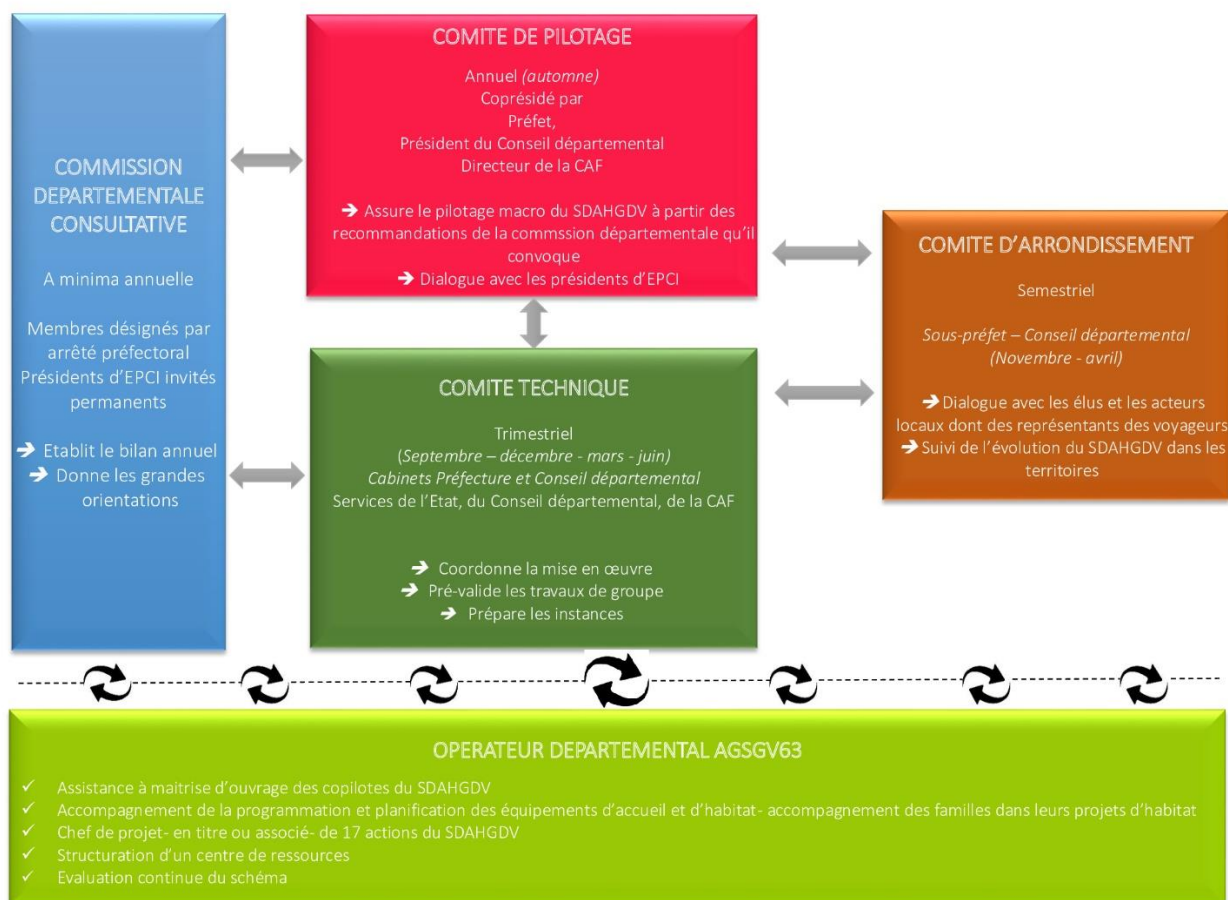 COMMISSION
DEPARTEMENTALE
CONSULTATIVE
A minima annuelle
Membres désignés par
arrêté préfectoral
Présidents d'EPCI invités
permanents
➔ Etablit le bilan annuel
➔ Donne les grandes
orientations
COMITE DE PILOTAGE
Annuel (automne)
Coprésidé par
Préfet,
Président du Conseil départemental
Directeur de la CAF
➔ Assure le pilotage macro du SDAHGDV à partir des
recommandations de la commssion départementale qu'il
convoque
➔ Dialogue avec les présidents d'EPCI
COMITE TECHNIQUE
Trimestriel
(Septembre – décembre - mars - juin)
Cabinets Préfecture et Conseil départemental
Services de l'Etat, du Conseil départemental, de la CAF
➔ Coordonne la mise en œuvre
➔ Pré-valide les travaux de groupe
➔ Prépare les instances
COMITE D'ARRONDISSEMENT
Semestriel
Sous-préfet – Conseil départemental
(Novembre - avril)
➔ Dialogue avec les élus et les acteurs
locaux dont des représentants des voyageurs
➔ Suivi de l'évolution du SDAHGDV dans les
territoires
OPERATEUR DEPARTEMENTAL AGSGV63
✓ Assistance à maitrise d'ouvrage des copilotes du SDAHGDV
✓ Accompagnement de la programmation et planification des équipements d'accueil et d'habitat- accompagnement des familles dans leurs projets d'habitat
✓ Chef de projet- en titre ou associé- de 17 actions du SDAHGDV
✓ Structuration d'un centre de ressources
✓ Evaluation continue du schéma